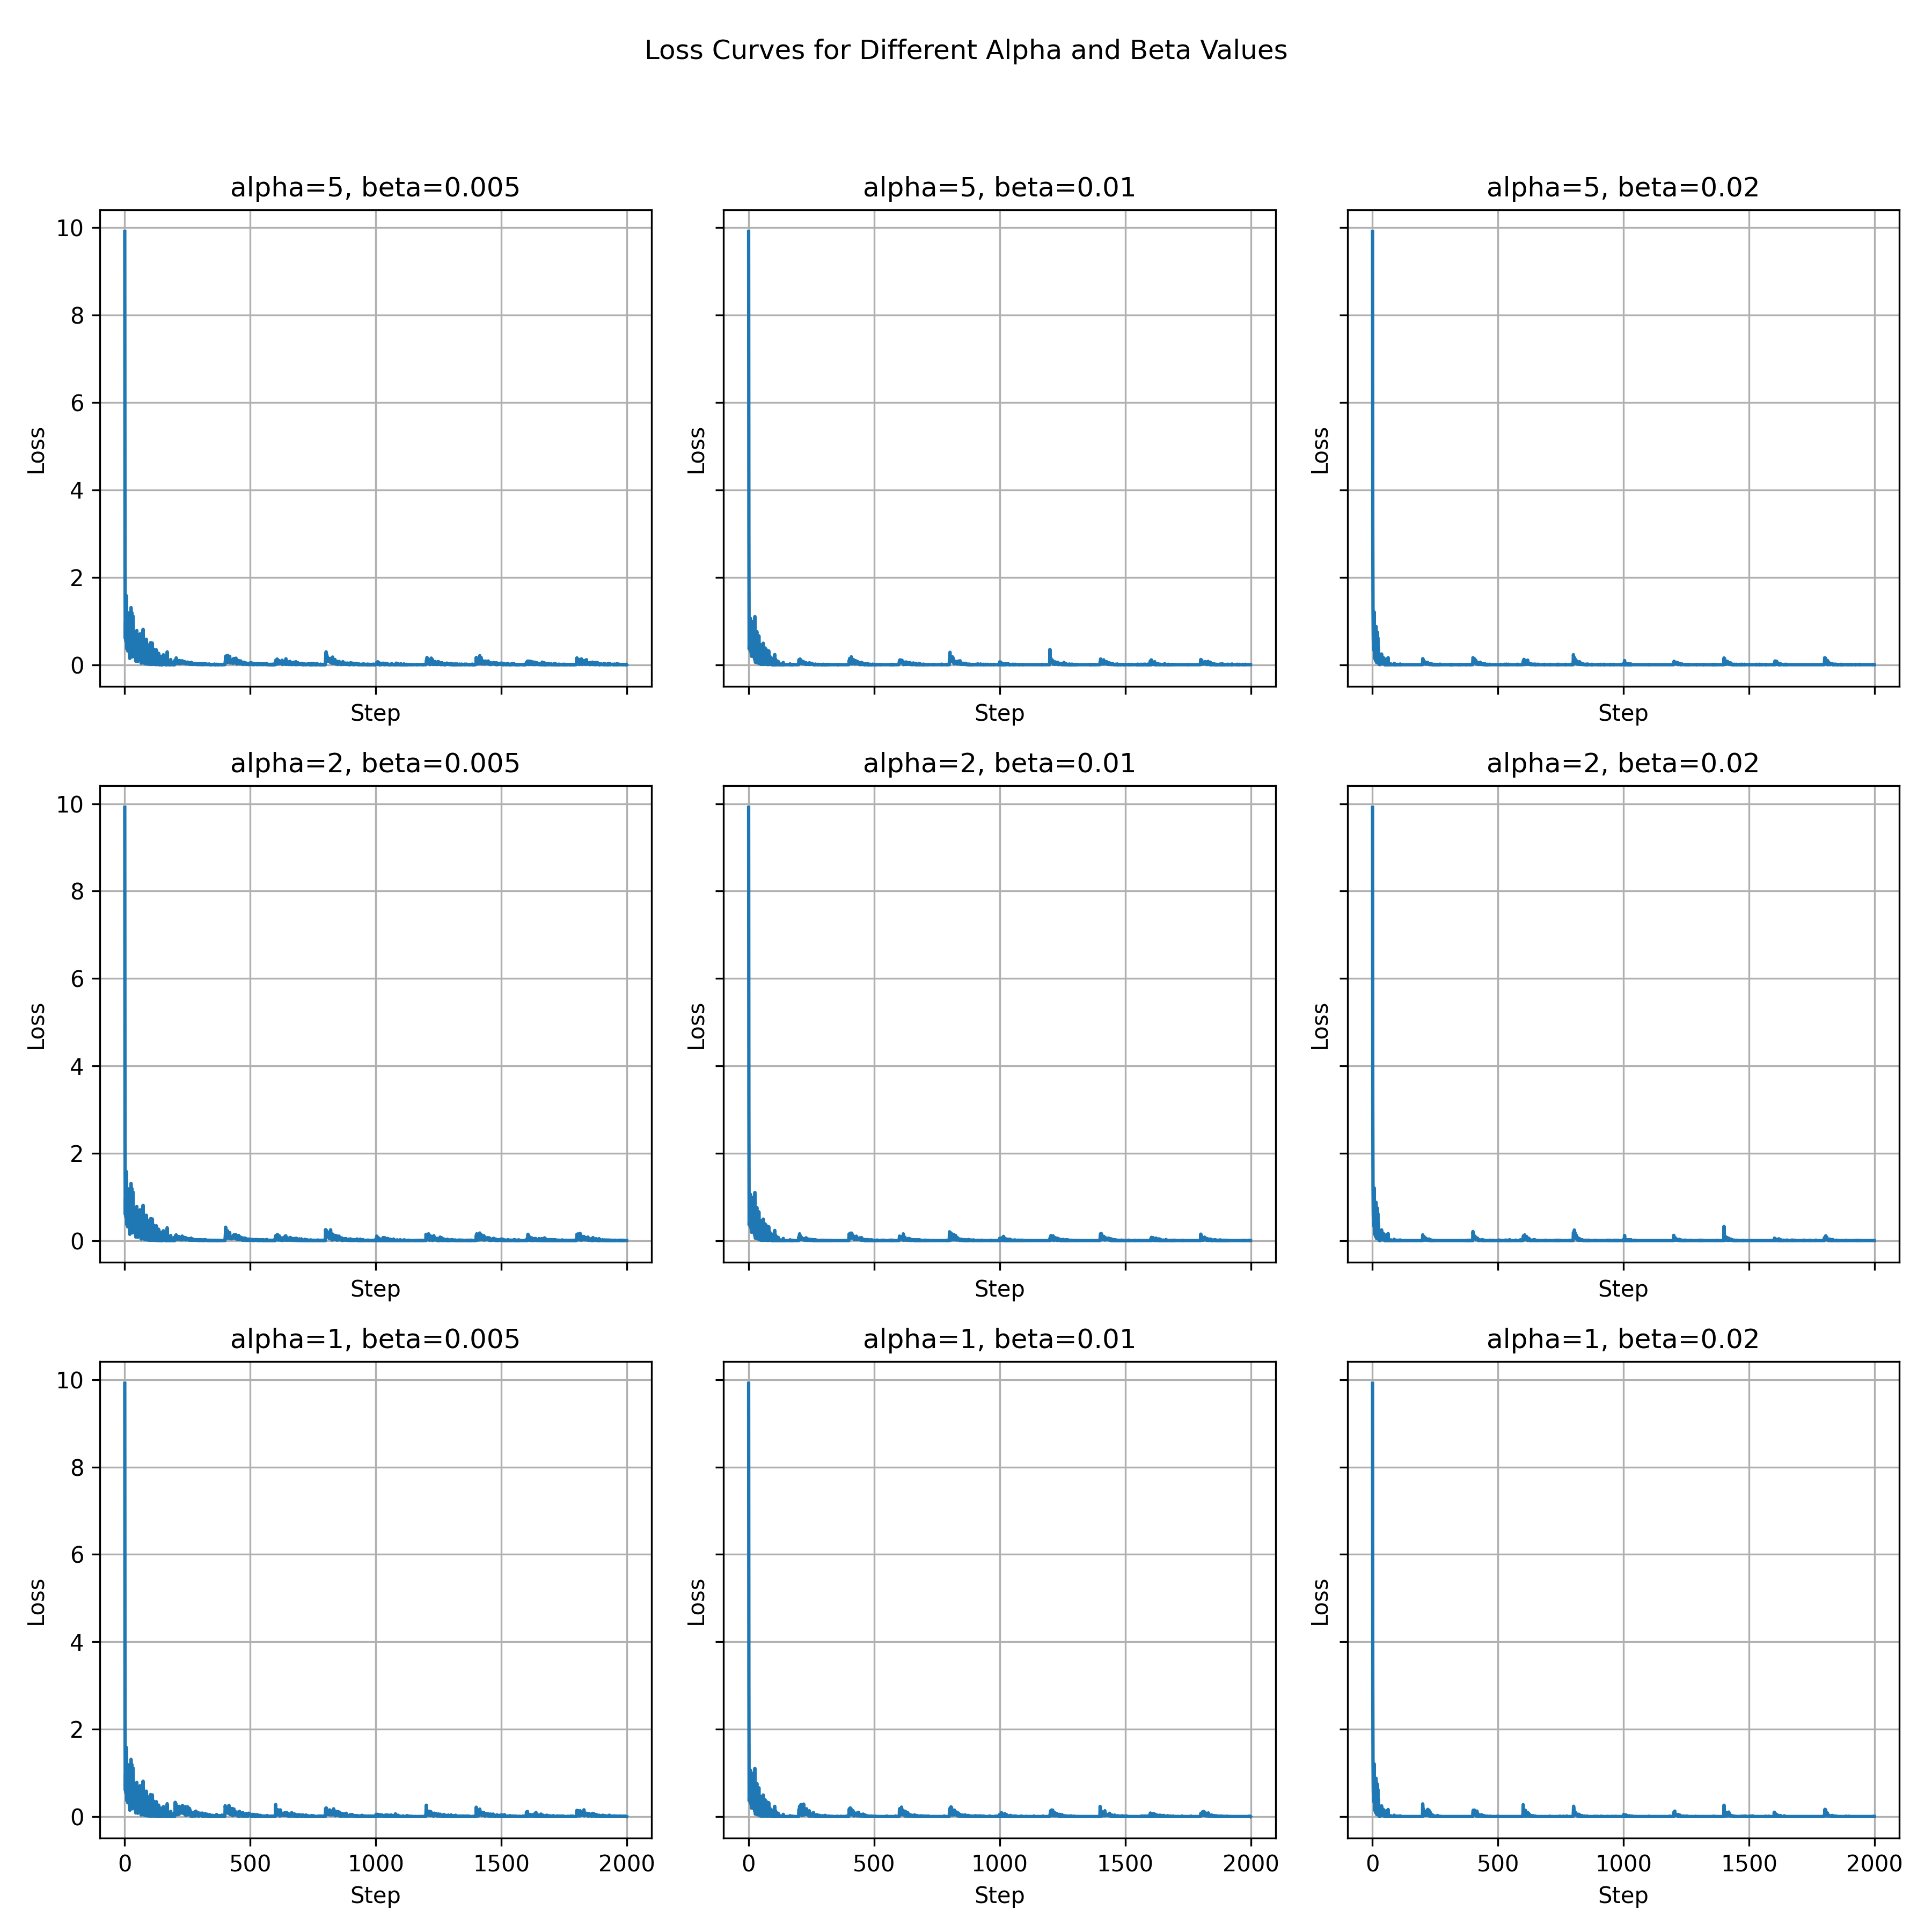 Loss Curves for Different Alpha and Beta Values
alpha=5, beta=0.005
alpha=5, beta=0.01
alpha=5, beta=0.02
10
8
6
4
2
0
Loss
Loss
Loss
Step
Step
Step
alpha=2, beta=0.005
alpha=2, beta=0.01
alpha=2, beta=0.02
10
8
6
4
2
0
Loss
Loss
Loss
Step
Step
Step
alpha=1, beta=0.005
alpha=1, beta=0.01
alpha=1, beta=0.02
10
8
6
4
2
0
Loss
Loss
Loss
0 500 1000 1500 2000
0 500 1000 1500 2000
0 500 1000 1500 2000
Step
Step
Step